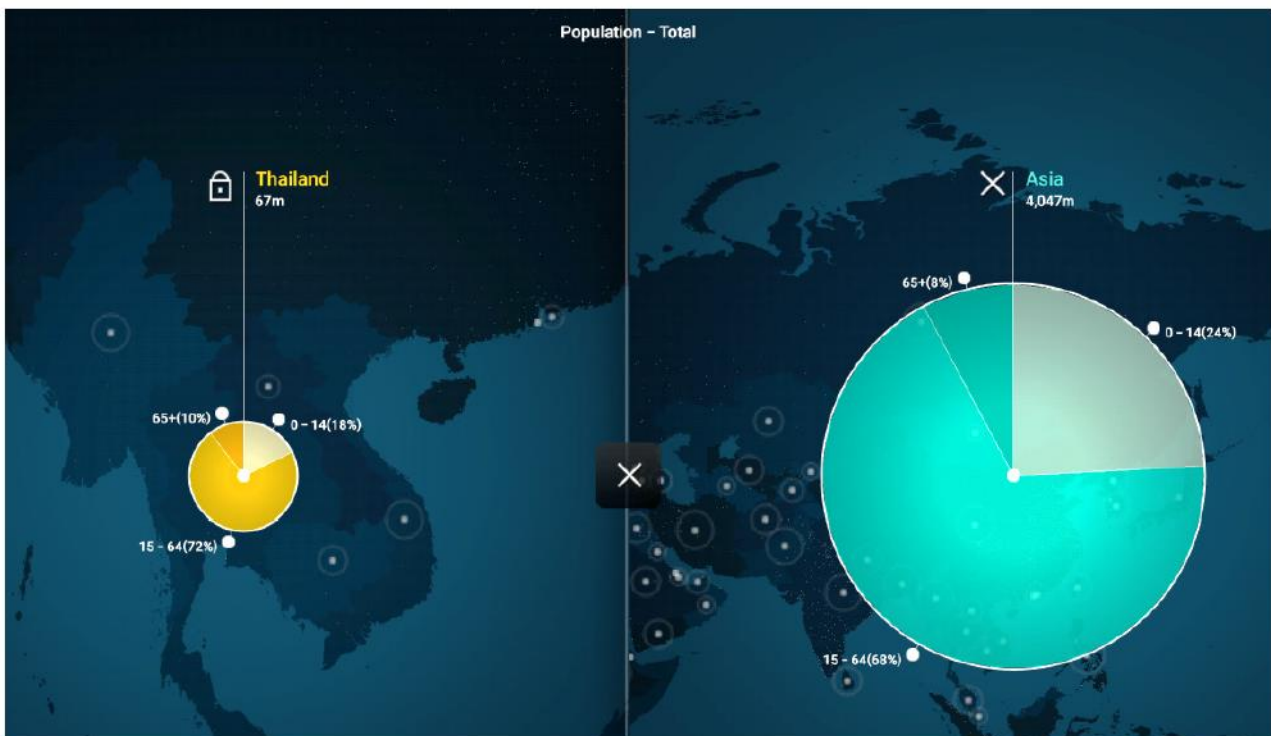 Population – Total
Thailand
67m
65+(10%)
0 – 14(18%)
15 – 64(72%)
Asia
4,047m
65+(8%)
0 – 14(24%)
15 – 64(68%)